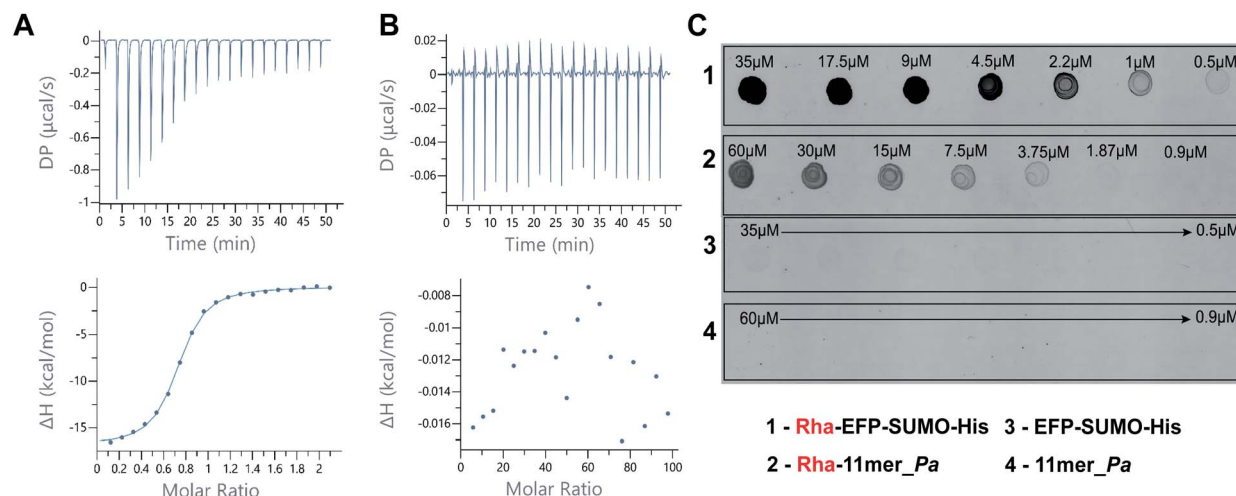 A
0
-0.2
-0.4
-0.6
-0.8
-1
DP (µcal/s)
0 5 10 15 20 25 30 35 40 45 50
Time (min)
0
-5
-10
-15
ΔH (kcal/mol)
0 0.2 0.4 0.6 0.8 1 1.2 1.4 1.6 1.8 2
Molar Ratio
B
0.02
0
-0.02
-0.04
-0.06
DP (µcal/s)
0 5 10 15 20 25 30 35 40 45 50
Time (min)
-0.008
-0.01
-0.012
-0.014
-0.016
ΔH (kcal/mol)
0 20 40 60 80 100
Molar Ratio
C
1
35µM 17.5µM 9µM 4.5µM 2.2µM 1µM 0.5µM
2
60µM 30µM 15µM 7.5µM 3.75µM 1.87µM 0.9µM
3
35µM 0.5µM
4
60µM 0.9µM
1 - Rha-EFP-SUMO-His 3 - EFP-SUMO-His
2 - Rha-11mer_Pa 4 - 11mer_Pa